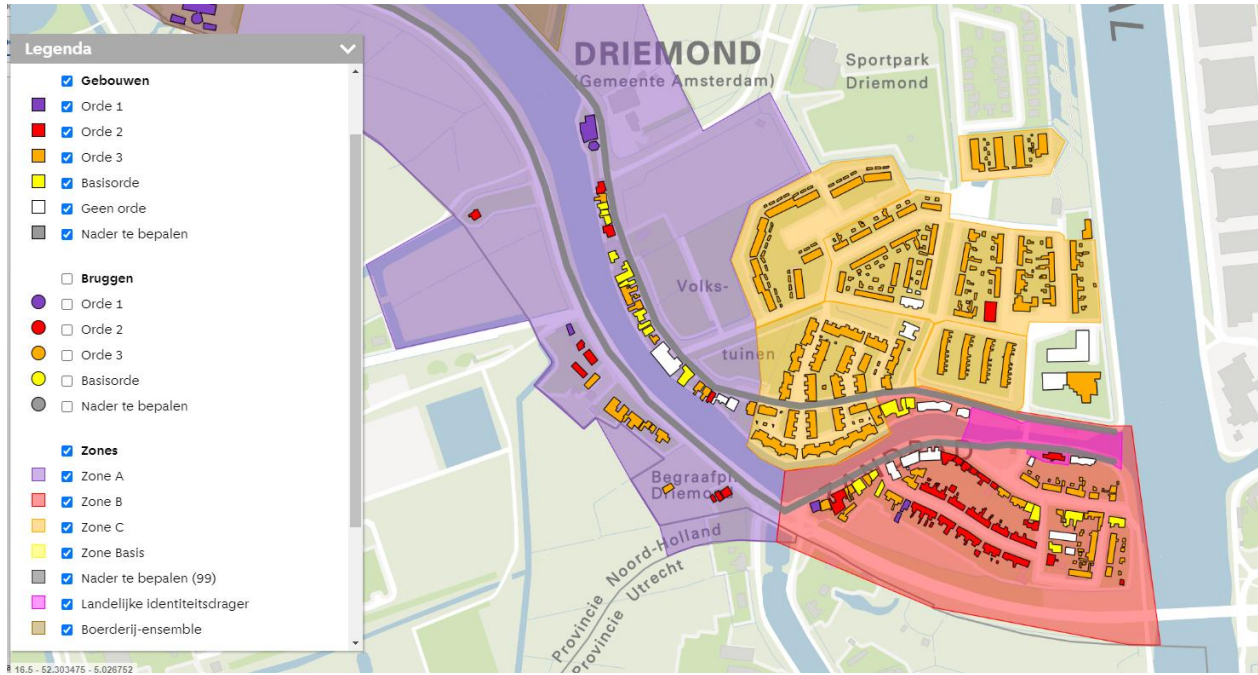 Legenda
Gebouwen
Orde 1
Orde 2
Orde 3
Basisorde
Geen orde
Nader te bepalen
Bruggen
Orde 1
Orde 2
Orde 3
Basisorde
Nader te bepalen
Zones
Zone A
Zone B
Zone C
Zone Basis
Nader te bepalen (99)
Landelijke identiteitsdrager
Boerderij-ensemble
16.5 - 52.303475 - 5.026752
DRIEMOND
(Gemeente Amsterdam)
Sportpark
Driemond
Volks-
tuinen
Driemond
Provincie Noord-Holland
Provincie Utrecht